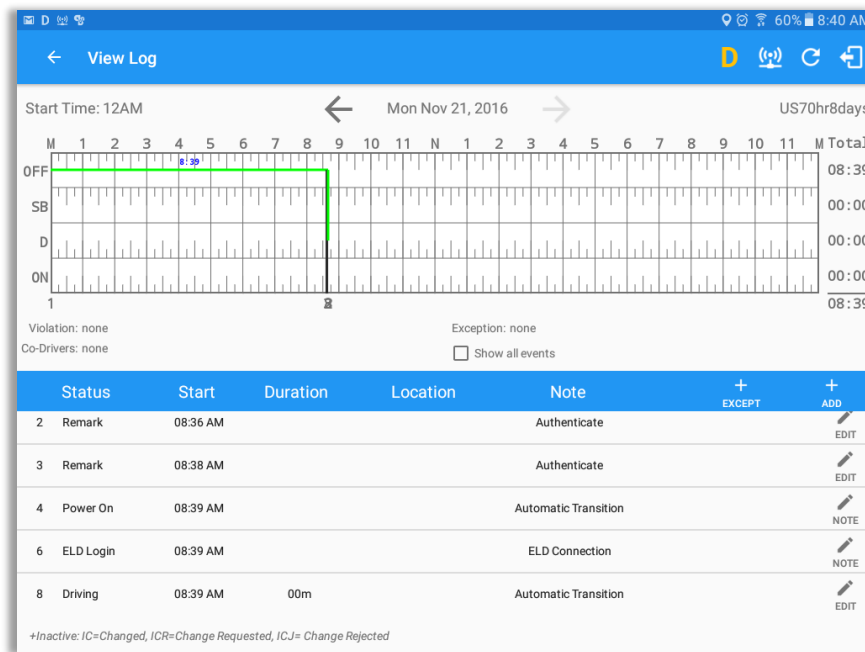 D 60% 8:40 AM
View Log D
Start Time: 12AM Mon Nov 21, 2016 US70hr8days
M 1 2 3 4 5 6 7 8 9 10 11 N 1 2 3 4 5 6 7 8 9 10 11 M Total
8:39
OFF 08:39
SB 00:00
D 00:00
ON 00:00
1 08:39
Violation: none Exception: none
Co-Drivers: none Show all events
Status Start Duration Location Note EXCEPT ADD
2 Remark 08:36 AM Authenticate EDIT
3 Remark 08:38 AM Authenticate EDIT
4 Power On 08:39 AM Automatic Transition NOTE
6 ELD Login 08:39 AM ELD Connection NOTE
8 Driving 08:39 AM 00m Automatic Transition EDIT
+Inactive: IC=Changed, ICR=Change Requested, ICJ= Change Rejected